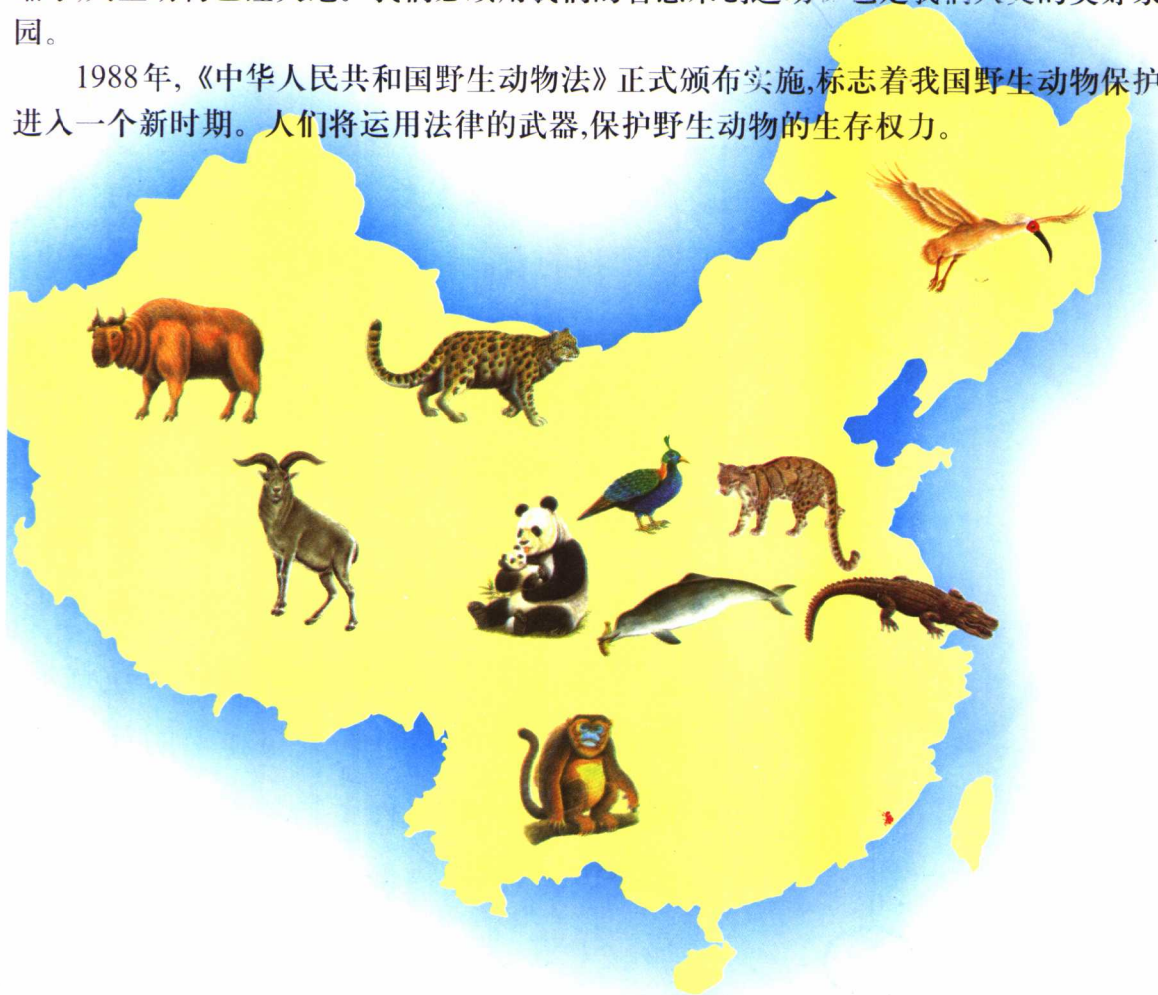 园。
1988年,《中华人民共和国野生动物法》正式颁布实施,标志着我国野生动物保护
进入一个新时期。人们将运用法律的武器,保护野生动物的生存权力。